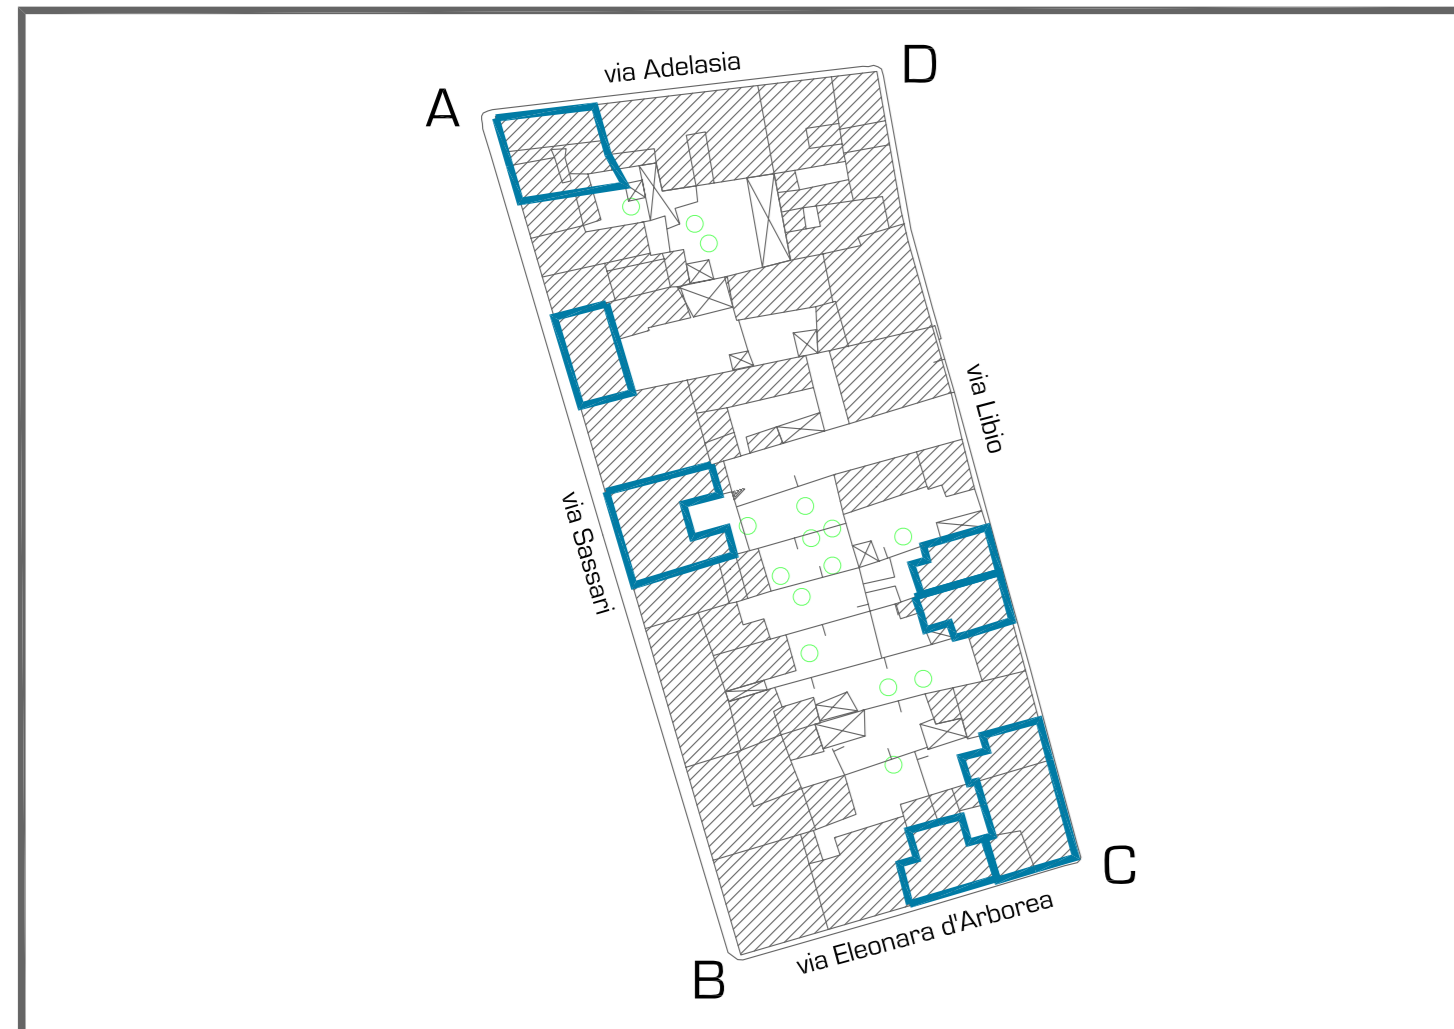 via Adelasia
D
A
via Libio
via Sassari
C
via Eleonara d'Arborea
B